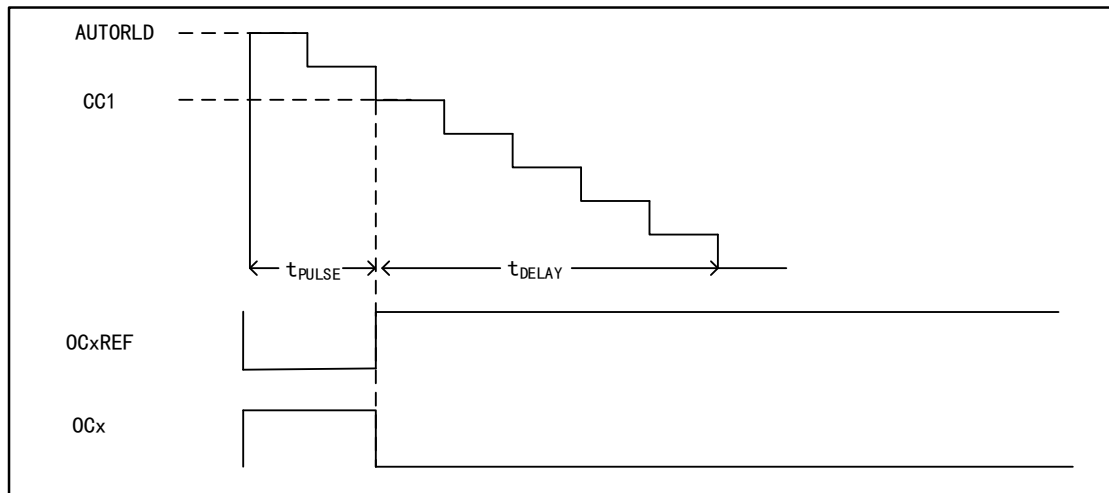 AUTORLD
CC1
tPULSE
tDELAY
OCxREF
OCx